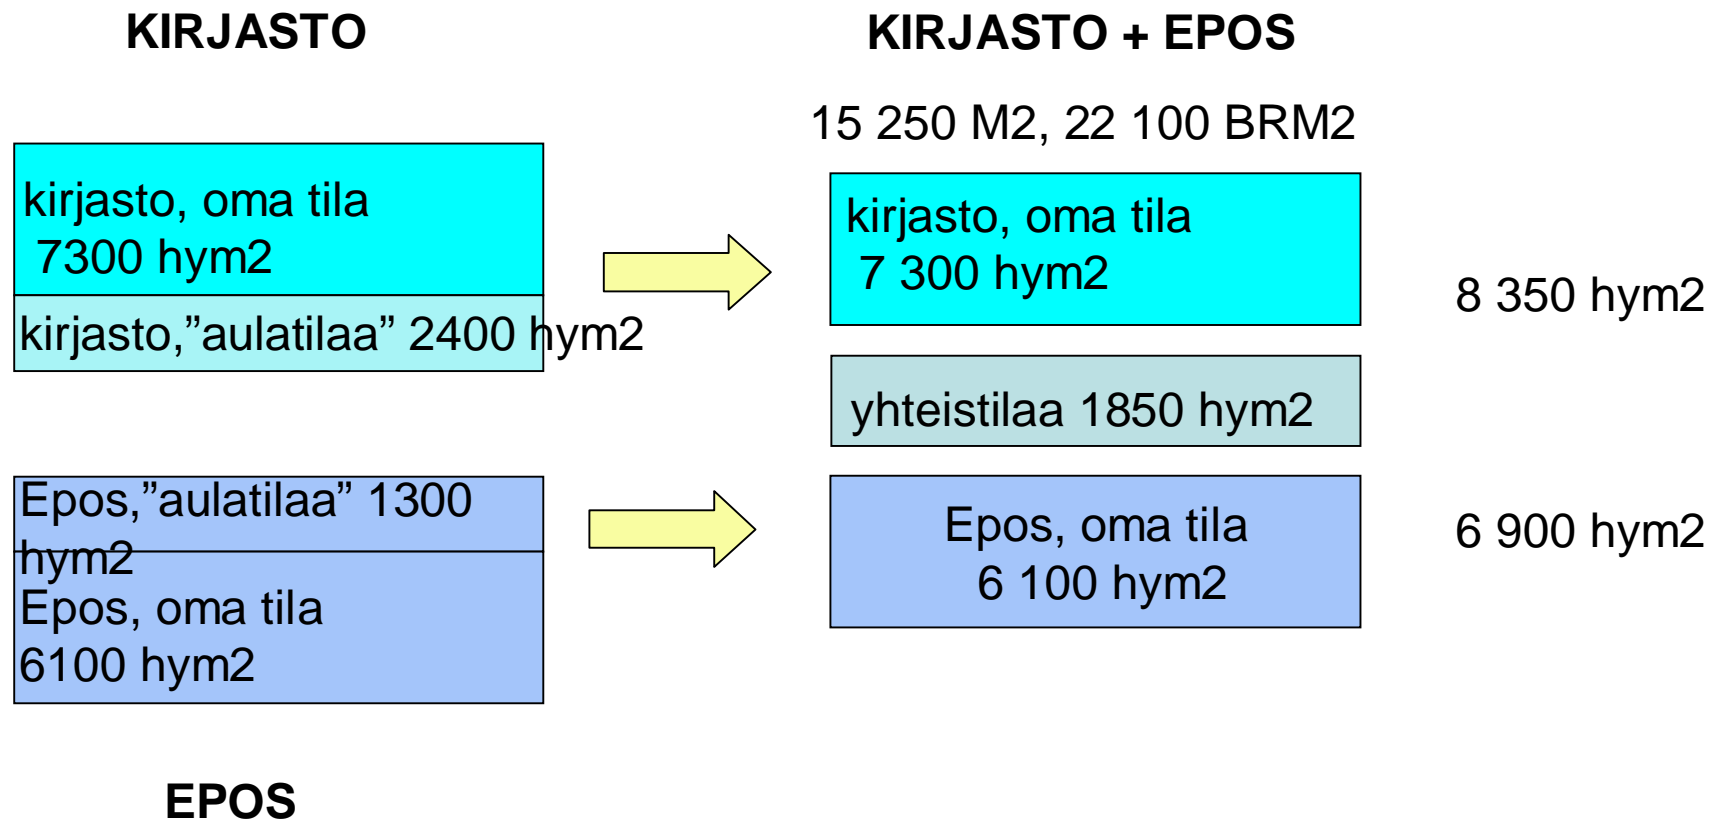 KIRJASTO
kirjasto, oma tila
7300 hym2
kirjasto,”aulatilaa” 2400 hym2
Epos,”aulatilaa” 1300
hym2
Epos, oma tila
6100 hym2
EPOS
KIRJASTO + EPOS
15 250 M2, 22 100 BRM2
kirjasto, oma tila
7 300 hym2
yhteistilaa 1850 hym2
Epos, oma tila
6 100 hym2
8 350 hym2
6 900 hym2